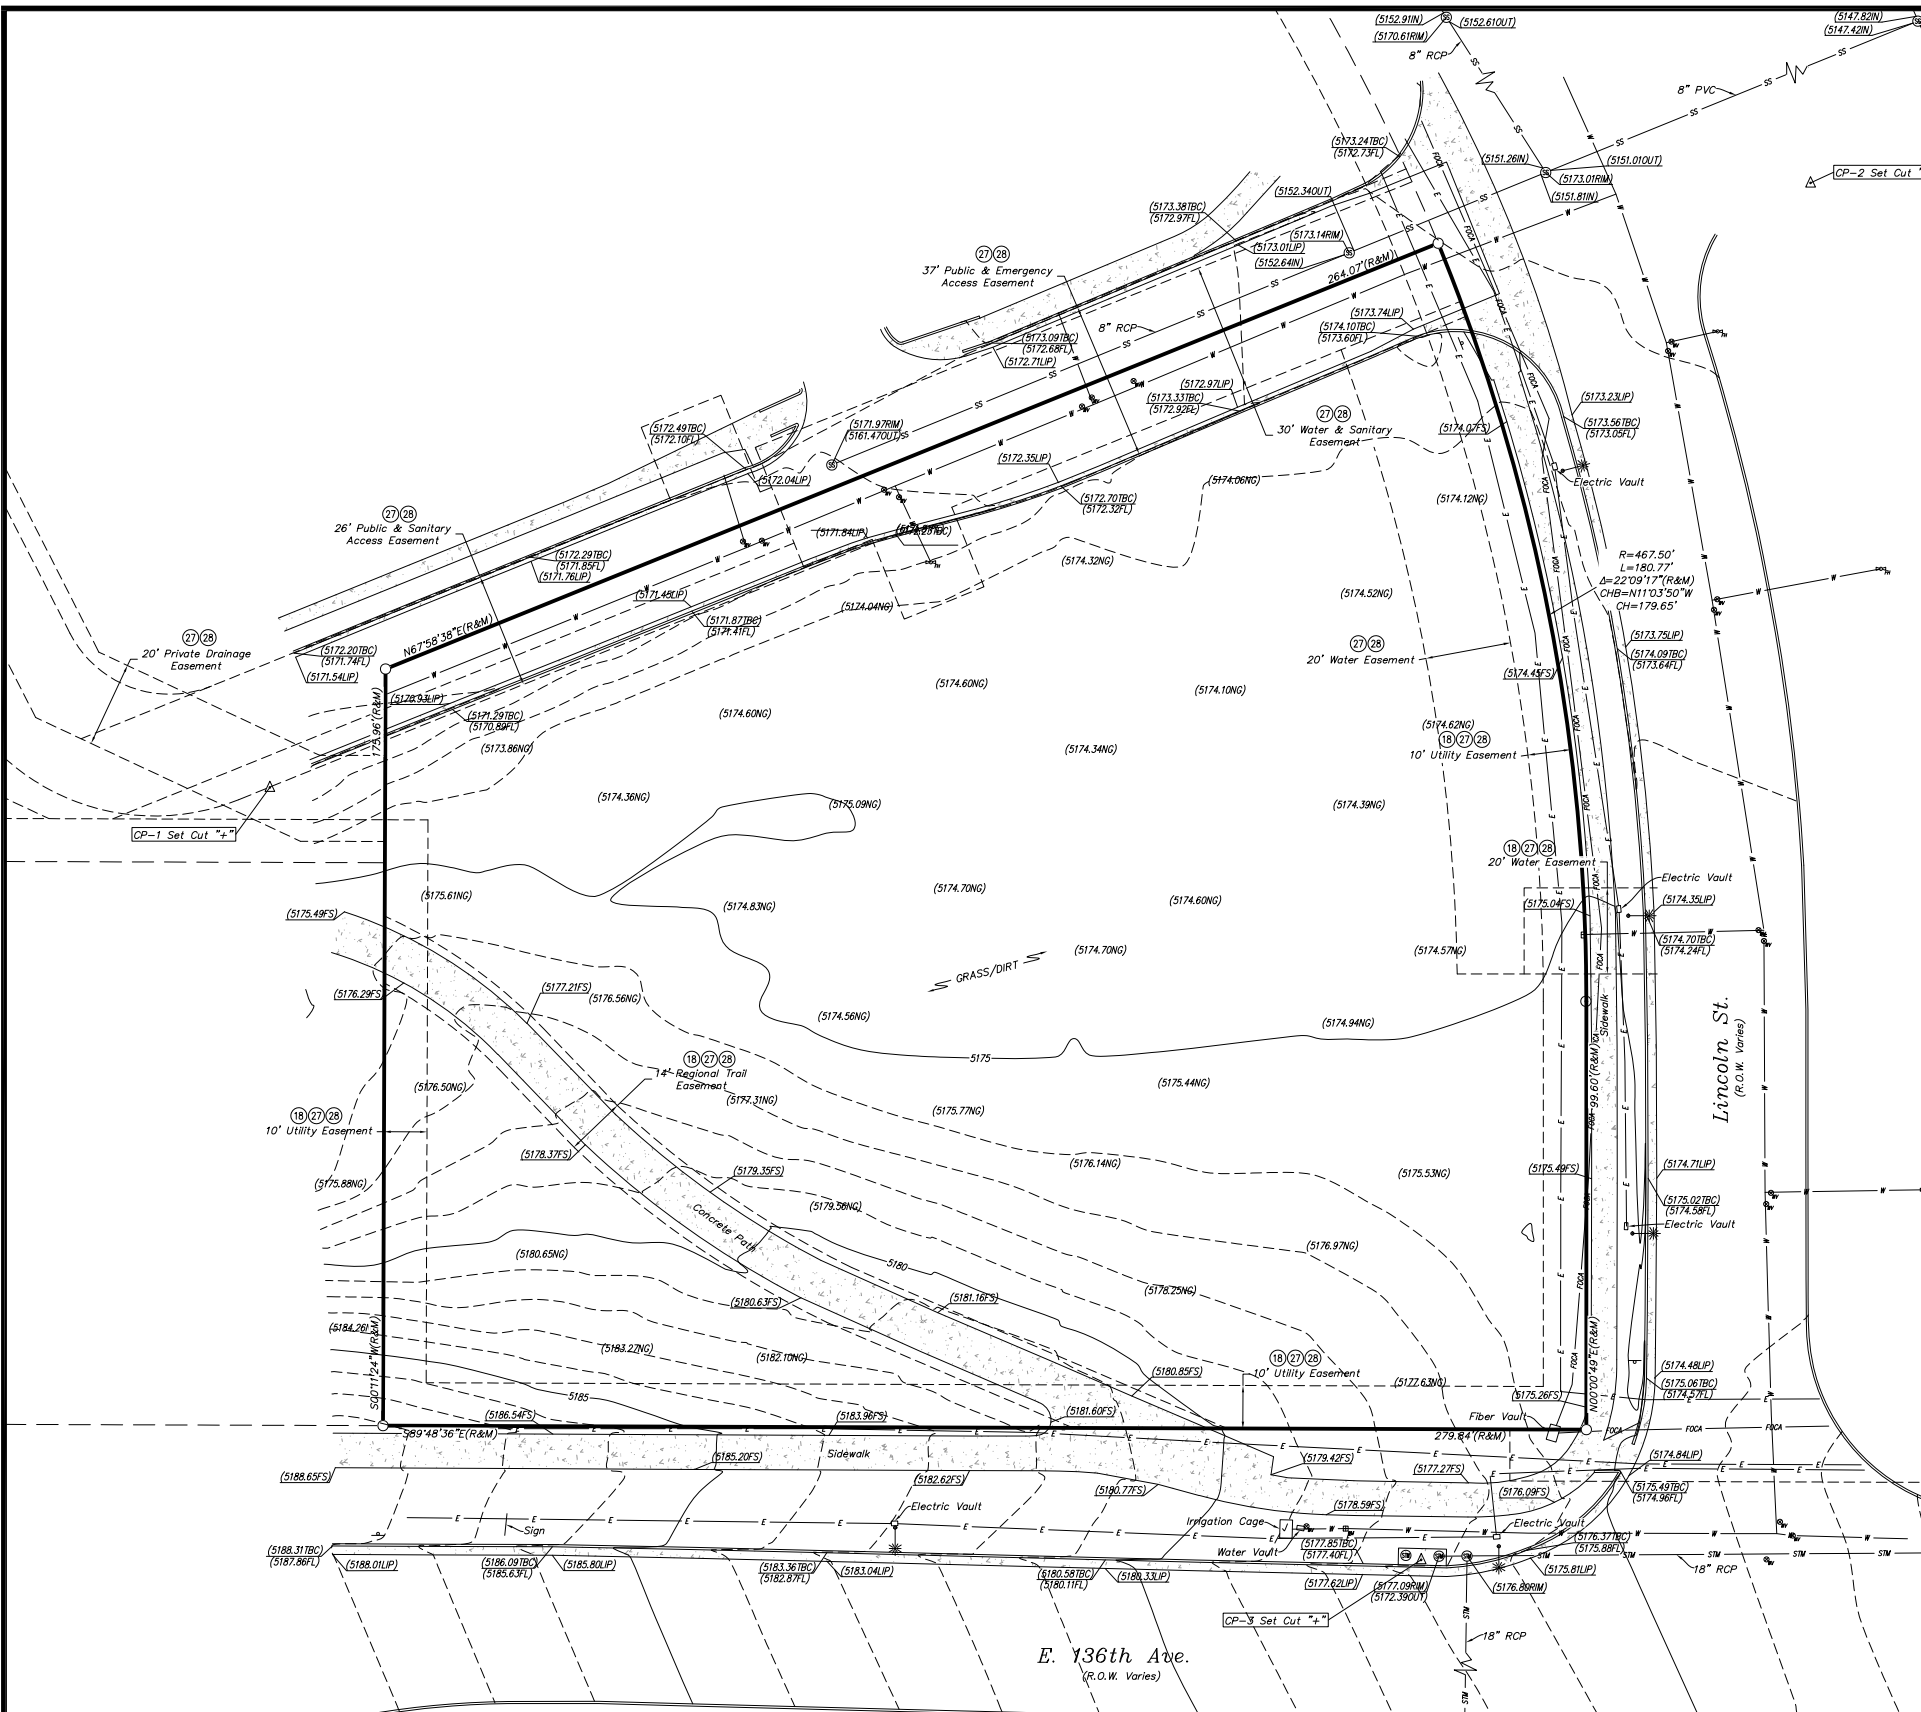 (5152.91IN)
(5152.61OUT)
(5170.61RIM)
8" RCP
(5147.82IN)
(5147.42IN)
8" PVC
(5173.24TBC)
(5172.73FL)
(5151.26IN)
(5151.01OUT)
(5173.01RIM)
(5151.81IN)
CP-2 Set Cut "
(5152.34OUT)
(5173.38TBC)
(5172.97FL)
(5173.14RIM)
(5173.01LIP)
(5152.64IN)
264.07'(R&M)
27 28
37' Public & Emergency
Access Easement
8" RCP
(5173.09TBC)
(5172.68FL)
(5172.71LIP)
(5173.74LIP)
(5174.10TBC)
(5173.60FL)
(5172.97LIP)
(5173.33TBC)
(5172.92FL)
27 28
30' Water & Sanitary
Easement
(5173.23LIP)
(5173.56TBC)
(5173.05FL)
(5174.07FS)
Electric Vault
(5172.49TBC)
(5172.10FL)
(5171.97RIM)
(5161.47OUT)
(5172.04LIP)
(5172.35LIP)
(5172.70TBC)
(5172.32FL)
(5174.06NG)
(5174.12NG)
27 28
26' Public & Sanitary
Access Easement
(5171.84LIP)
(5172.29TBC)
(5171.85FL)
(5171.76LIP)
(5174.32NG)
R=467.50'
L=180.77'
Δ=22°09'17"(R&M)
CHB=N11°03'50"W
CH=179.65'
(5171.45LIP)
(5171.87TBC)
(5171.41FL)
(5174.04NG)
(5174.52NG)
N67°58'38"E(R&M)
27 28
20' Private Drainage
Easement
(5172.20TBC)
(5171.74FL)
(5171.54LIP)
27 28
20' Water Easement
(5173.75LIP)
(5174.09TBC)
(5173.64FL)
(5174.45FS)
(5174.60NG)
(5174.10NG)
(5170.93LIP)
(5171.29TBC)
(5170.89FL)
175.96'(R&M)
(5174.60NG)
(5173.86NG)
(5174.34NG)
(5174.62NG)
18 27 28
10' Utility Easement
(5174.36NG)
(5175.09NG)
(5174.39NG)
CP-1 Set Cut "+"
18 27 28
20' Water Easement
Electric Vault
(5175.61NG)
(5174.83NG)
(5174.70NG)
(5174.60NG)
(5175.04FS)
(5174.35LIP)
(5174.70TBC)
(5174.24FL)
(5175.49FS)
(5174.70NG)
(5174.57NG)
GRASS/DIRT
(5176.29FS)
(5177.21FS)
(5176.56NG)
(5174.56NG)
(5174.94NG)
Sidewalk
5175
Lincoln St.
(R.O.W. Varies)
18 27 28
14' Regional Trail
Easement
(5176.50NG)
(5177.31NG)
(5175.77NG)
(5175.44NG)
99.60'(R&M)
18 27 28
10' Utility Easement
(5178.37FS)
(5179.35FS)
(5176.14NG)
(5175.53NG)
(5175.49FS)
(5174.71LIP)
(5175.02TBC)
(5174.58FL)
(5175.88NG)
(5179.56NG)
Electric Vault
Concrete Path
(5180.65NG)
(5176.97NG)
5180
(5178.25NG)
(5180.63FS)
(5181.16FS)
S00°11'24"W(R&M)
(5183.27NG)
(5182.10NG)
(5180.85FS)
18 27 28
10' Utility Easement
(5177.63NG)
N00°00'49"E(R&M)
(5174.48LIP)
(5175.06TBC)
(5174.57FL)
(5175.26FS)
5185
(5186.54FS)
(5183.96FS)
(5181.60FS)
Fiber Vault
S89°48'36"E(R&M)
279.84'(R&M)
Sidewalk
(5185.20FS)
(5188.65FS)
(5182.62FS)
(5180.77FS)
(5179.42FS)
(5177.27FS)
(5174.84LIP)
(5175.49TBC)
(5174.96FL)
(5176.09FS)
(5178.59FS)
Electric Vault
Sign
Irrigation Cage
Water Vault
Electric Vault
(5176.37TBC)
(5175.88FL)
(5177.85TBC)
(5177.40FL)
(5188.31TBC)
(5187.86FL)
(5188.01LIP)
(5186.09TBC)
(5185.63FL)
(5185.80LIP)
(5183.36TBC)
(5182.87FL)
(5183.04LIP)
(5180.58TBC)
(5180.11FL)
(5180.33LIP)
(5177.62LIP)
(5177.09RIM)
(5172.39OUT)
(5176.89RIM)
(5175.81LIP)
18" RCP
CP-3 Set Cut "+"
18" RCP
E. 136th Ave.
(R.O.W. Varies)